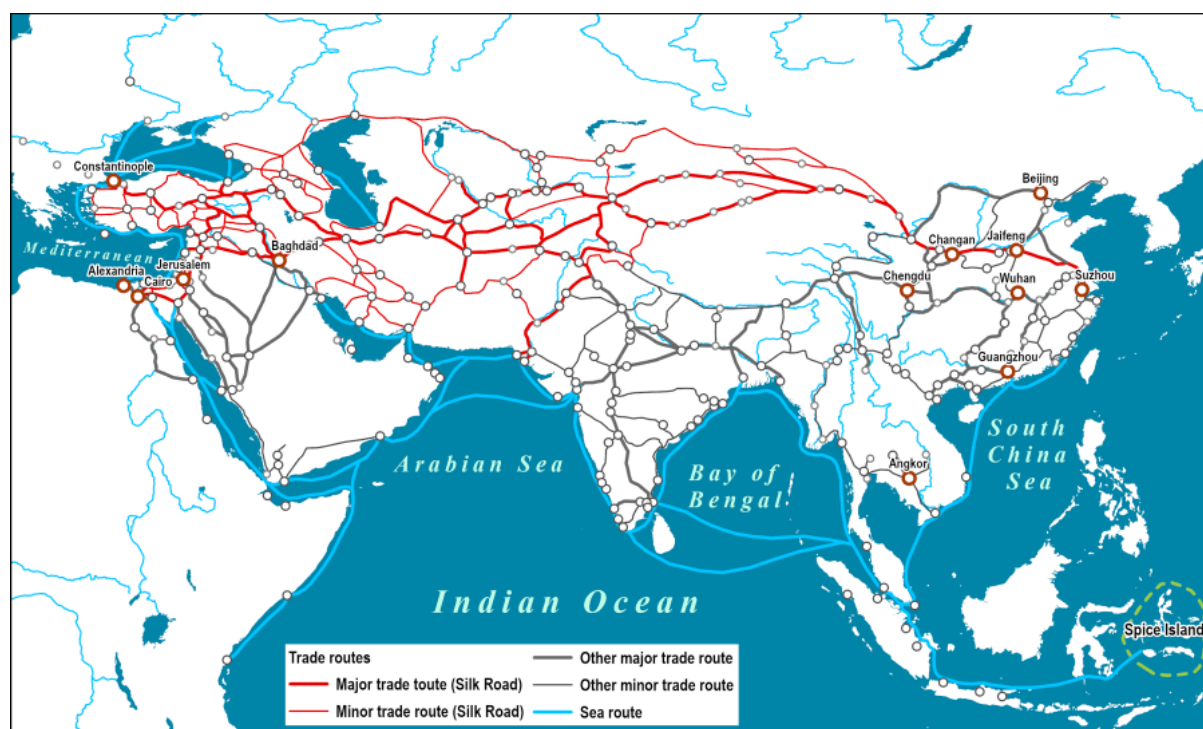 Constantinople
Mediterranean
Alexandria
Cairo
Jerusalem
Baghdad
Beijing
Changan
Jaifeng
Chengdu
Wuhan
Suzhou
Guangzhou
Angkor
Arabian Sea
Bay of
Bengal
South
China
Sea
Indian Ocean
Spice Island
Trade routes
Major trade toute (Silk Road)
Minor trade route (Silk Road)
Other major trade route
Other minor trade route
Sea route